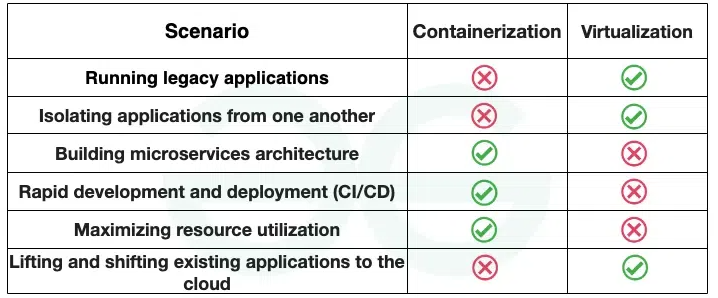 Scenario Containerization Virtualization
Running legacy applications
Isolating applications from one another
Building microservices architecture
Rapid development and deployment (CI/CD)
Maximizing resource utilization
Lifting and shifting existing applications to the
cloud